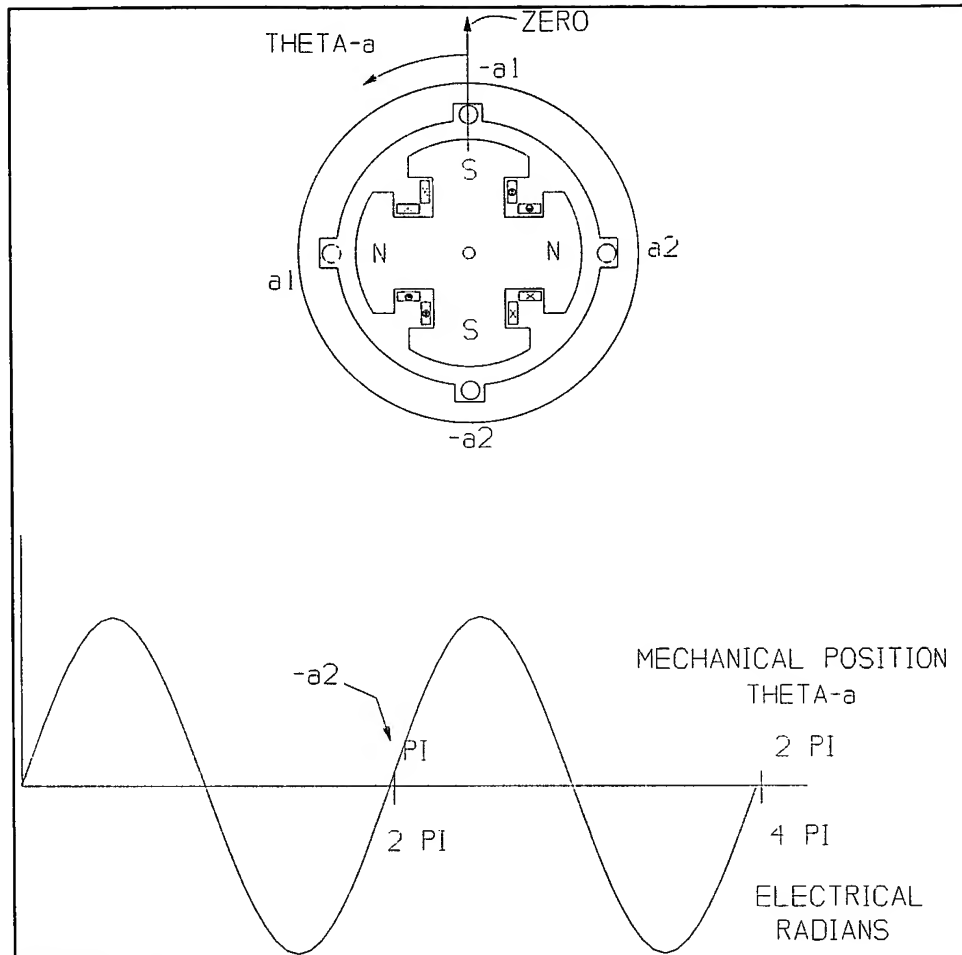 ZERO
THETA-a
-a1
S
N
N
a1
a2
S
-a2
MECHANICAL POSITION
THETA-a
-a2
PI
2 PI
2 PI
4 PI
ELECTRICAL
RADIANS